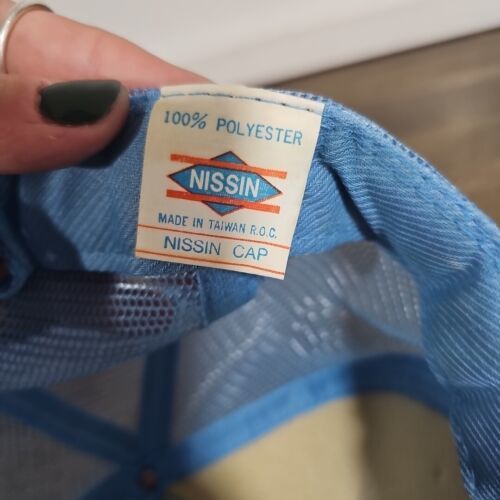 100% POLYESTER
NISSIN
MADE IN TAIWAN R.O.C.
NISSIN CAP